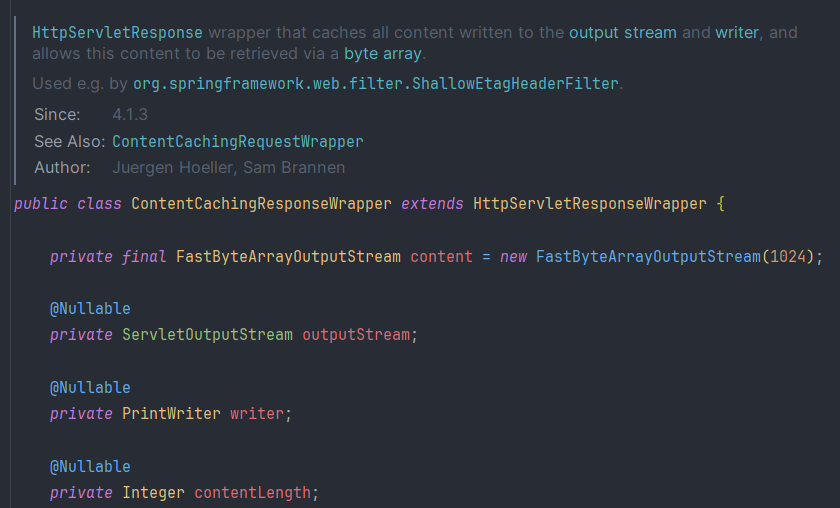 HttpServletResponse wrapper that caches all content written to the output stream and writer, and
allows this content to be retrieved via a byte array.
Used e.g. by org.springframework.web.filter.ShallowEtagHeaderFilter.
Since: 4.1.3
See Also: ContentCachingRequestWrapper
Author: Juergen Hoeller, Sam Brannen
public class ContentCachingResponseWrapper extends HttpServletResponseWrapper {
private final FastByteArrayOutputStream content = new FastByteArrayOutputStream(1024);
@Nullable
private ServletOutputStream outputStream;
@Nullable
private PrintWriter writer;
@Nullable
private Integer contentLength;